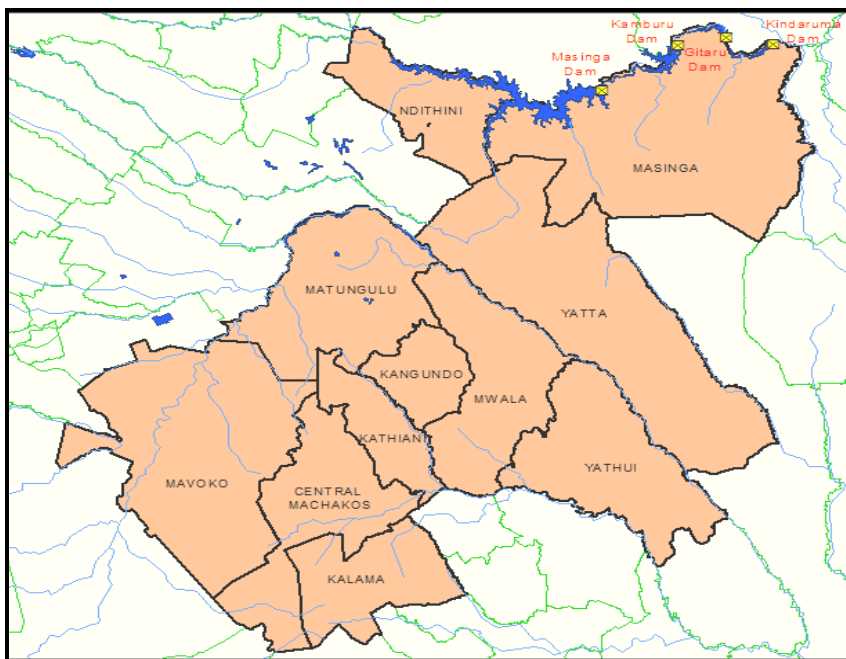 Kamburu
Dam
Kindaruma
Dam
Gitaru
Dam
Masinga
Dam
NDITHINI
MASINGA
MATUNGULU
YATTA
KANGUNDO
MWALA
KATHIANI
YATHUI
MAVOKO
CENTRAL
MACHAKOS
KALAMA